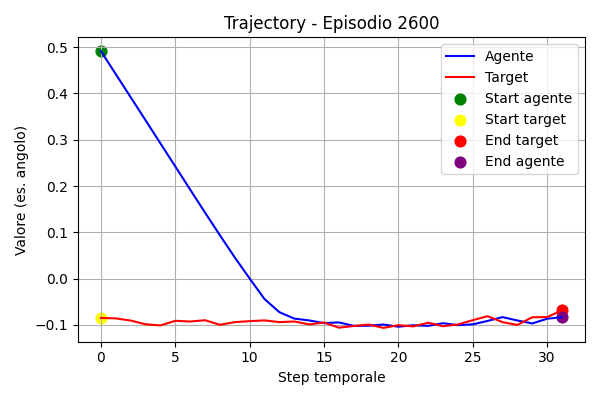 Trajectory - Episodio 2600
Valore (es. angolo)
0.5
0.4
0.3
0.2
0.1
0.0
−0.1
0
5
10
15
20
25
30
Step temporale
Agente
Target
Start agente
Start target
End target
End agente